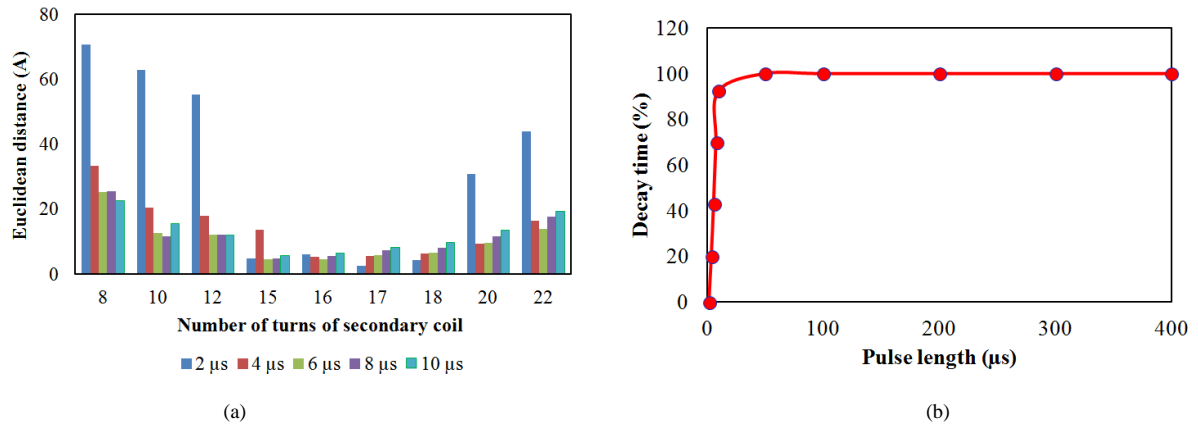 80
60
40
20
0
Euclidean distance (A)
8 10 12 15 16 17 18 20 22
Number of turns of secondary coil
2 µs 4 µs 6 µs 8 µs 10 µs
(a)
120
100
80
60
40
20
0
Decay time (%)
0 100 200 300 400
Pulse length (µs)
(b)